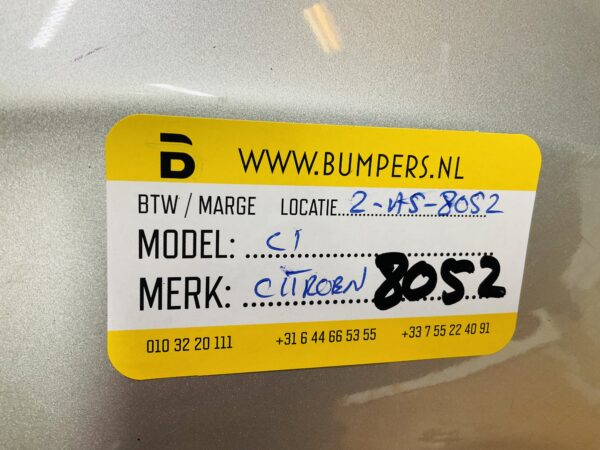 WWW.BUMPERS.NL
BTW / MARGE LOCATIE 2-AS-8052
MODEL: C1
MERK: CITROEN 8052
010 32 20 111 +31 6 44 66 53 55 +33 7 55 22 40 91